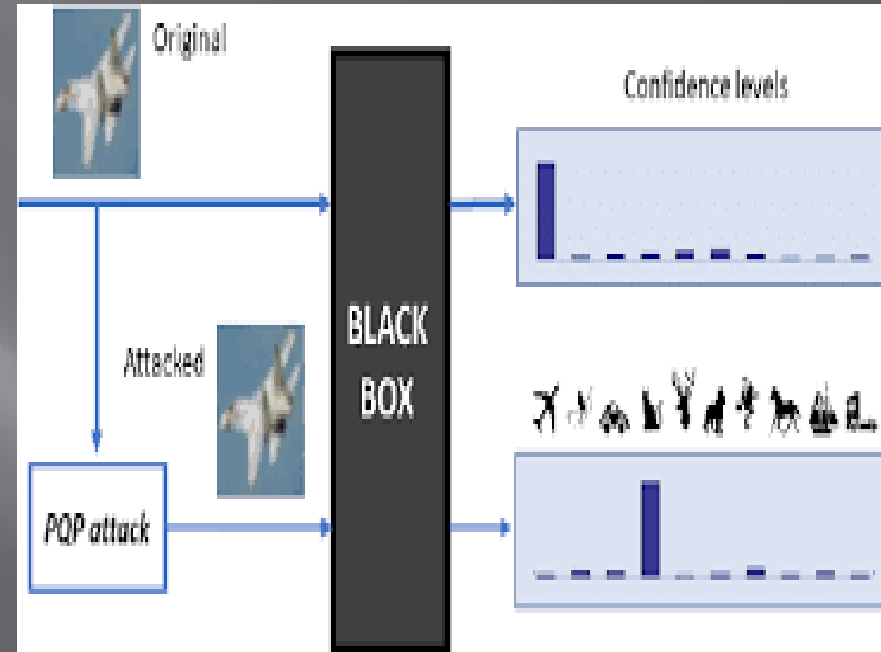 Original
Confidence levels
BLACK
BOX
Attacked
PQP attack